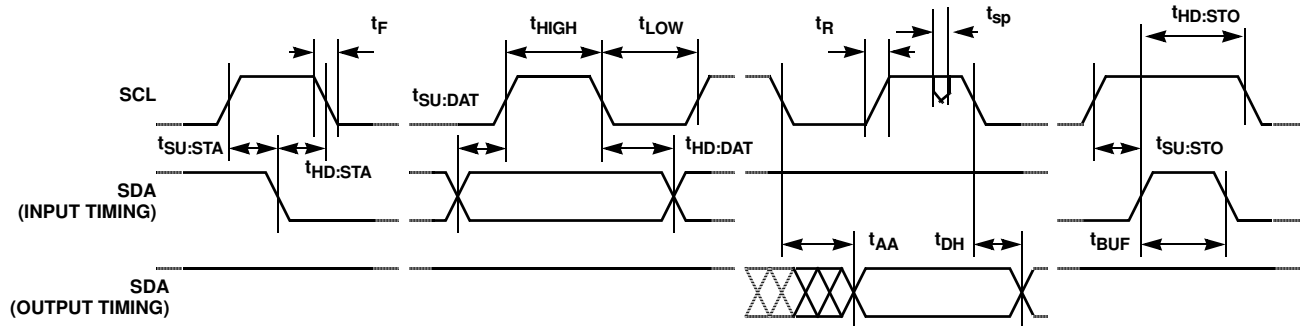 tF
tHIGH
tLOW
tR
tsp
tHD:STO
SCL
tSU:DAT
tSU:STA
tHD:STA
tHD:DAT
tSU:STO
SDA
(INPUT TIMING)
tAA
tDH
tBUF
SDA
(OUTPUT TIMING)